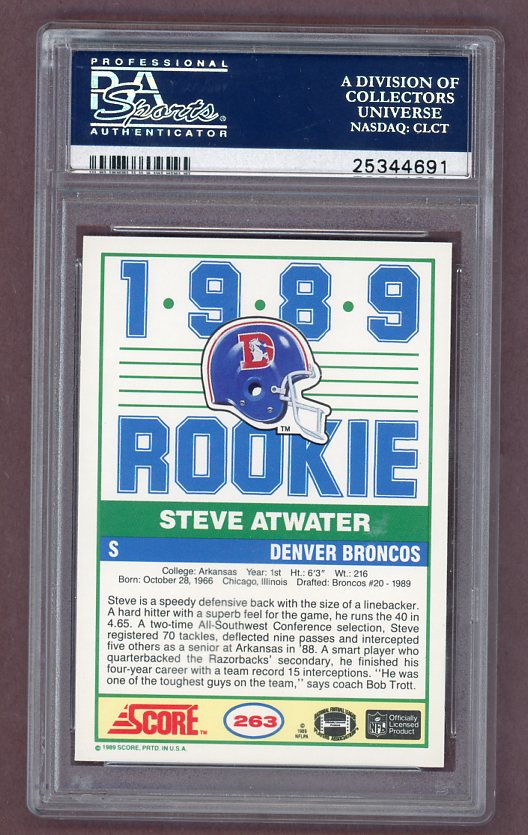 PROFESSIONAL
PSA
Sports®
AUTHENTICATOR
A DIVISION OF
COLLECTORS
UNIVERSE
NASDAQ: CLCT
25344691
1·9·8·9
D
TM
ROOKIE
STEVE ATWATER
S DENVER BRONCOS
College: Arkansas Year: 1st Ht.: 6'3" Wt.: 216
Born: October 28, 1966 Chicago, Illinois Drafted: Broncos #20 - 1989
Steve is a speedy defensive back with the size of a linebacker.
A hard hitter with a superb feel for the game, he runs the 40 in
4.65. A two-time All-Southwest Conference selection, Steve
registered 70 tackles, deflected nine passes and intercepted
five others as a senior at Arkansas in '88. A smart player who
quarterbacked the Razorbacks' secondary, he finished his
four-year career with a team record 15 interceptions. "He was
one of the toughest guys on the team," says coach Bob Trott.
SCORE™
263
© 1989 NFLPA
NFL
Officially
Licensed
Product
© 1989 SCORE, PRTD. IN U.S.A.